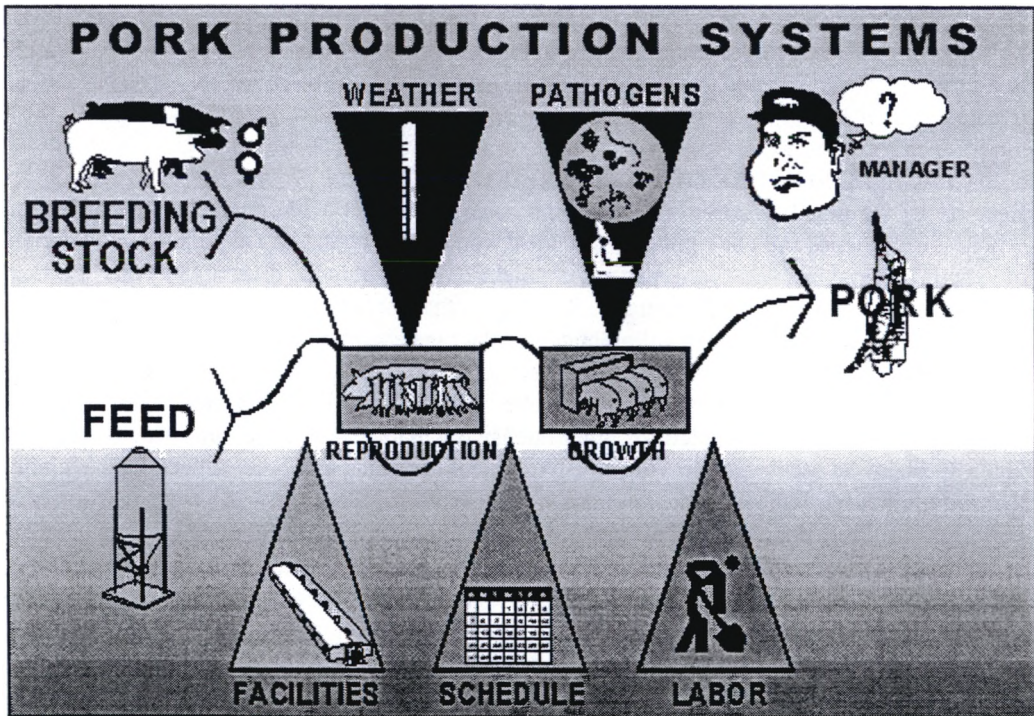 PORK PRODUCTION SYSTEMS
WEATHER
PATHOGENS
?
MANAGER
BREEDING
STOCK
PORK
FEED
REPRODUCTION
GROWTH
FACILITIES
SCHEDULE
LABOR